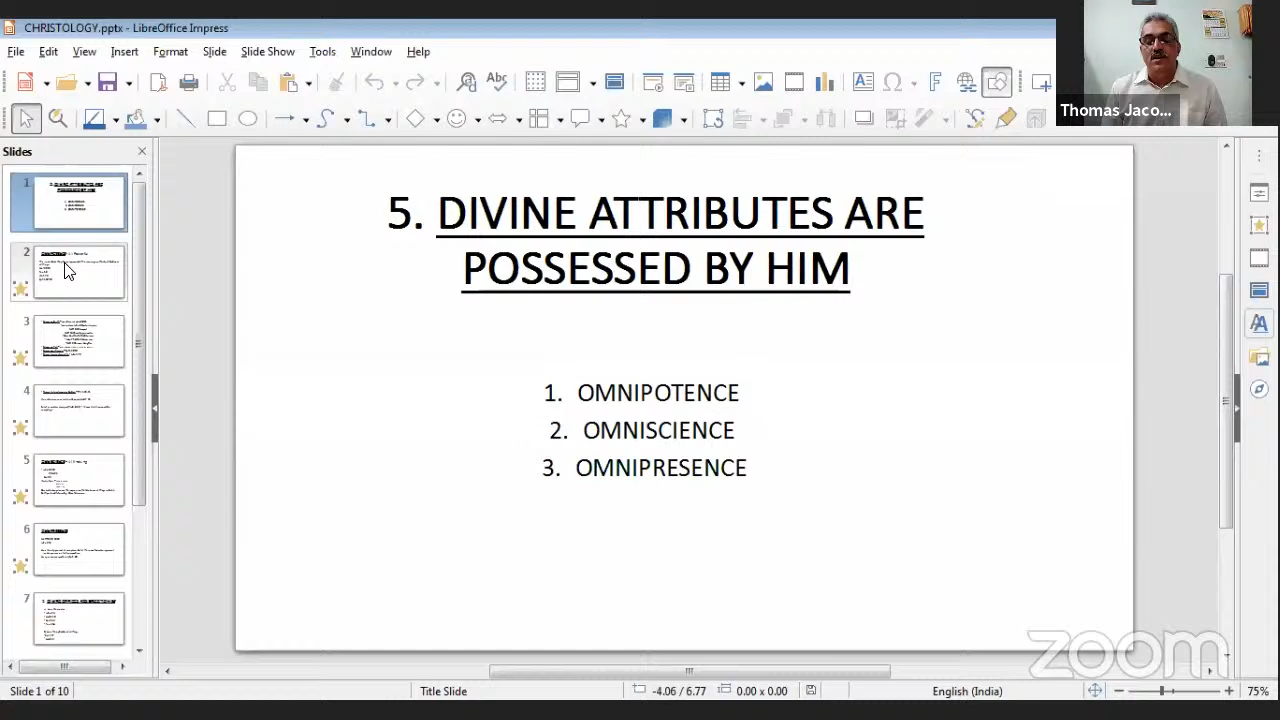 CHRISTOLOGY.pptx - LibreOffice Impress
File Edit View Insert Format Slide Slide Show Tools Window Help
Thomas Jaco...
Slides
1
2
3
4
5
6
7
5. DIVINE ATTRIBUTES ARE
POSSESSED BY HIM
1. OMNIPOTENCE
2. OMNISCIENCE
3. OMNIPRESENCE
zoom
Slide 1 of 10 Title Slide -4.06 / 6.77 0.00 x 0.00 English (India) 75%